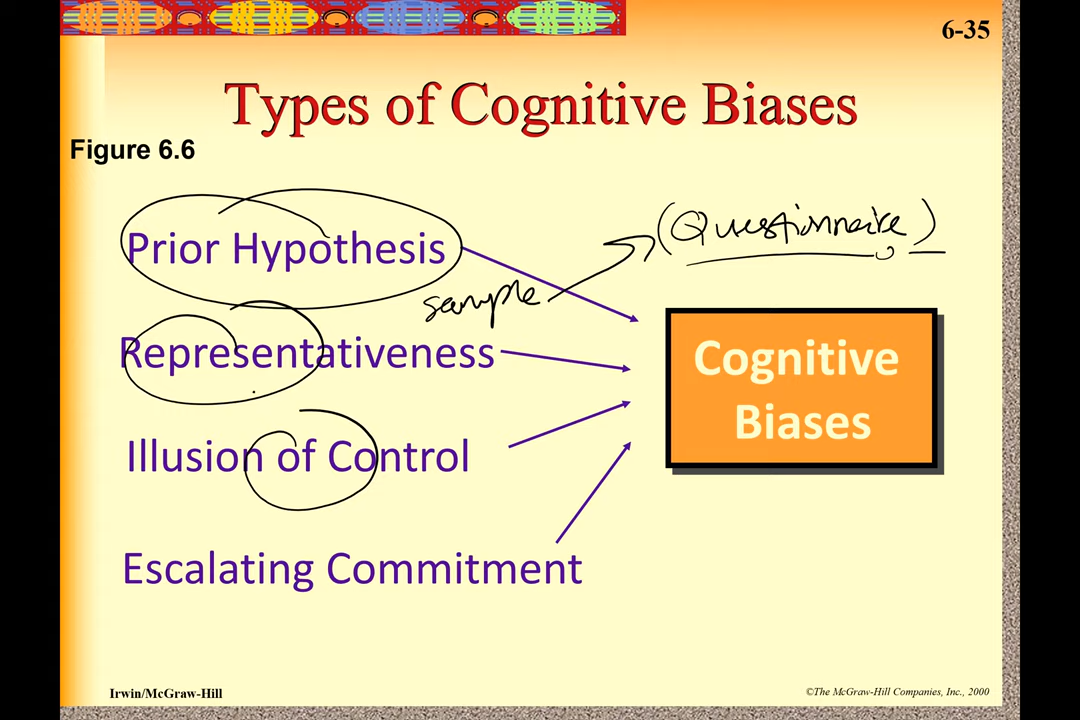 6-35
Types of Cognitive Biases
Figure 6.6
(Questionnaire)
Prior Hypothesis
sample
Representativeness
Cognitive
Biases
Illusion of Control
Escalating Commitment
Irwin/McGraw-Hill
©The McGraw-Hill Companies, Inc., 2000